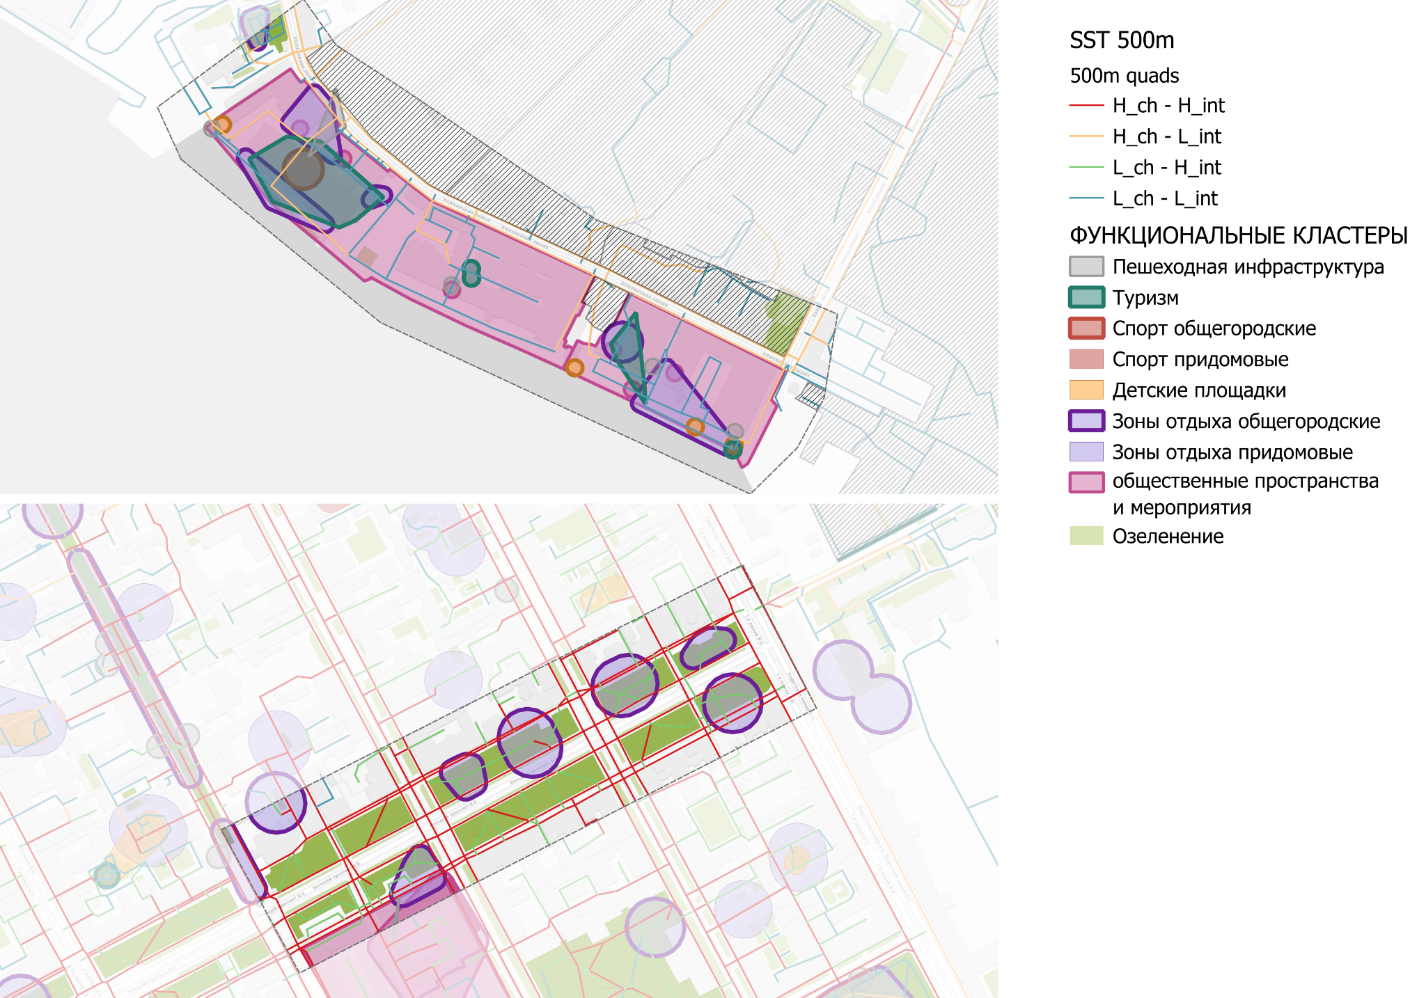 SST 500m
500m quads
H_ch - H_int
H_ch - L_int
L_ch - H_int
L_ch - L_int
ФУНКЦИОНАЛЬНЫЕ КЛАСТЕРЫ
Пешеходная инфраструктура
Туризм
Спорт общегородские
Спорт придомовые
Детские площадки
Зоны отдыха общегородские
Зоны отдыха придомовые
общественные пространства
и мероприятия
Озеленение